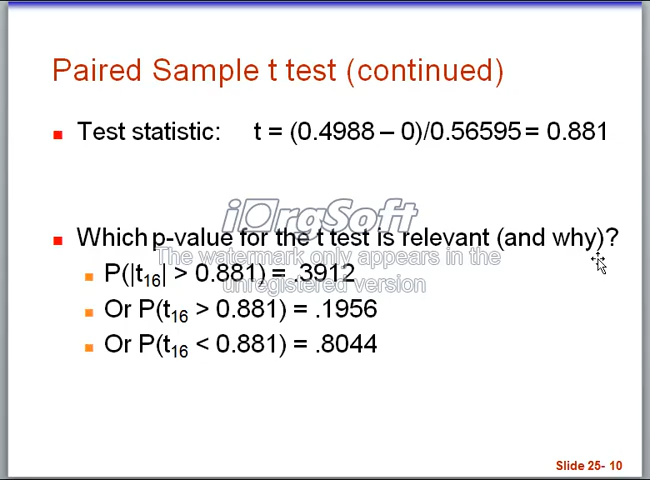 Paired Sample t test (continued)
Test statistic: t = (0.4988 – 0)/0.56595 = 0.881
iOrgSoft
Which p-value for the t test is relevant (and why)?
The watermark only appears in the
P(|t16| > 0.881) = .3912
unregistered version
Or P(t16 > 0.881) = .1956
Or P(t16 < 0.881) = .8044
Slide 25- 10